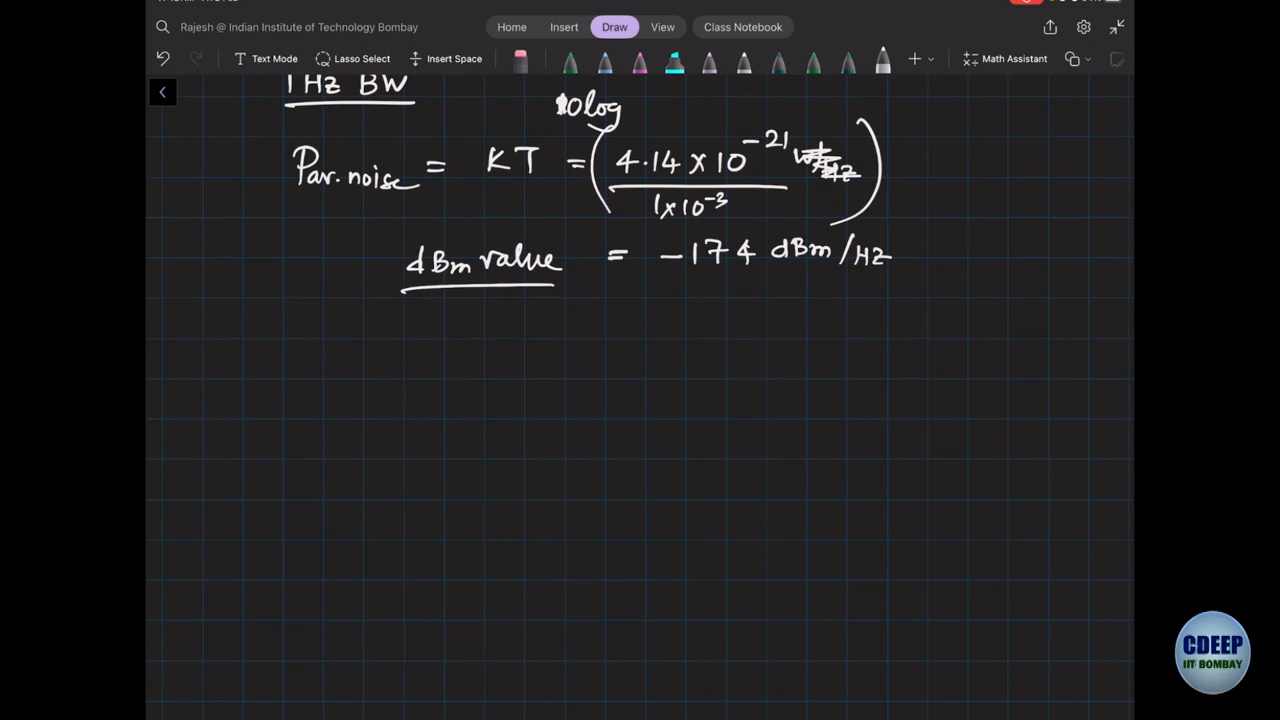 Rajesh @ Indian Institute of Technology Bombay
Home Insert Draw View Class Notebook
Text Mode Lasso Select Insert Space Math Assistant
1 Hz BW
10log
Pav.noise = KT = (4.14 x 10^-21
1x10^-3)
dBm value = -174 dBm/Hz
CDEEP
IIT BOMBAY